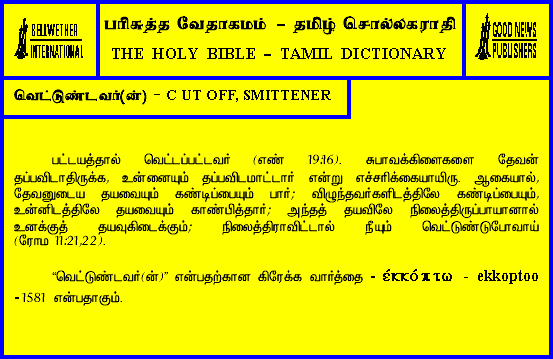 BELLWETHER
INTERNATIONAL
பரிசுத்த வேதாகமம் – தமிழ் சொல்லகராதி
THE HOLY BIBLE – TAMIL DICTIONARY
GOOD NEWS
PUBLISHERS
வெட்டுண்டவர்(ன்) – C UT OFF, SMITTENER
பட்டயத்தால் வெட்டப்பட்டவர் (எண் 19:16). சுபாவக்கிளைகளை தேவன்
தப்பவிடாதிருக்க, உன்னையும் தப்பவிடமாட்டார் என்று எச்சரிக்கையாயிரு. ஆகையால்,
தேவனுடைய தயவையும் கண்டிப்பையும் பார்; விழுந்தவர்களிடத்திலே கண்டிப்பையும்,
உன்னிடத்திலே தயவையும் காண்பித்தார்; அந்தத் தயவிலே நிலைத்திருப்பாயானால்
உனக்குத் தயவுகிடைக்கும்; நிலைத்திராவிட்டால் நீயும் வெட்டுண்டுபோவாய்
(ரோம 11:21,22).
“வெட்டுண்டவர்(ன்)” என்பதற்கான கிரேக்க வார்த்தை - έκκόπτω - ekkoptoo
-1581 என்பதாகும்.